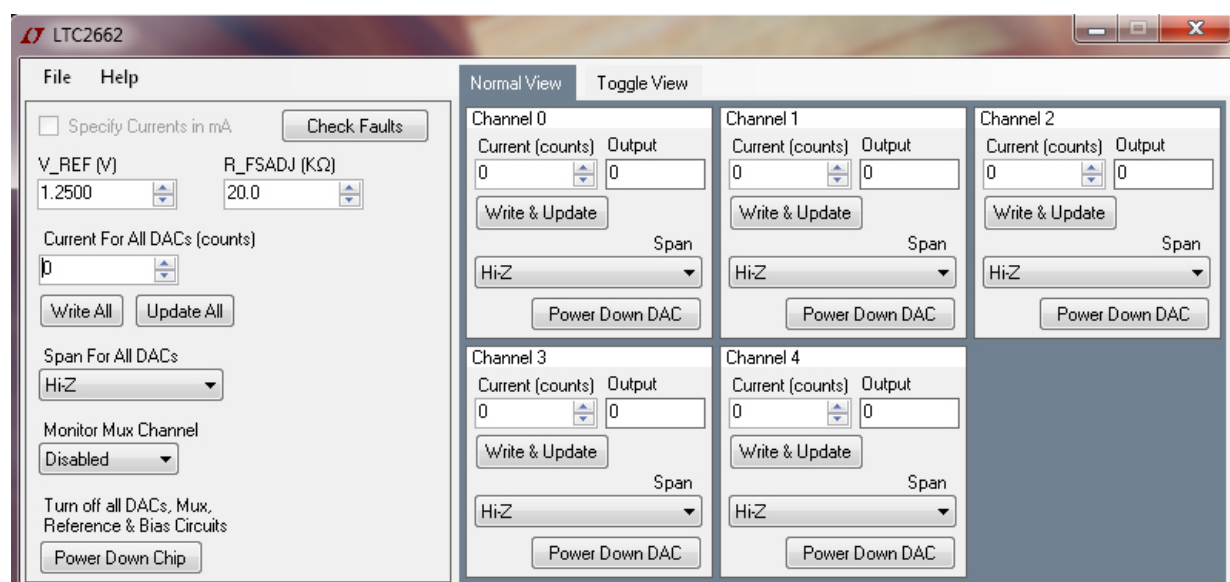 LTC2662
File Help
Normal View Toggle View
Specify Currents in mA Check Faults
V_REF (V) R_FSADJ (KΩ)
1.2500 20.0
Current For All DACs (counts)
0
Write All Update All
Span For All DACs
Hi-Z
Monitor Mux Channel
Disabled
Turn off all DACs, Mux,
Reference & Bias Circuits
Power Down Chip
Channel 0
Current (counts) Output
0 0
Write & Update
Span
Hi-Z
Power Down DAC
Channel 1
Current (counts) Output
0 0
Write & Update
Span
Hi-Z
Power Down DAC
Channel 2
Current (counts) Output
0 0
Write & Update
Span
Hi-Z
Power Down DAC
Channel 3
Current (counts) Output
0 0
Write & Update
Span
Hi-Z
Power Down DAC
Channel 4
Current (counts) Output
0 0
Write & Update
Span
Hi-Z
Power Down DAC